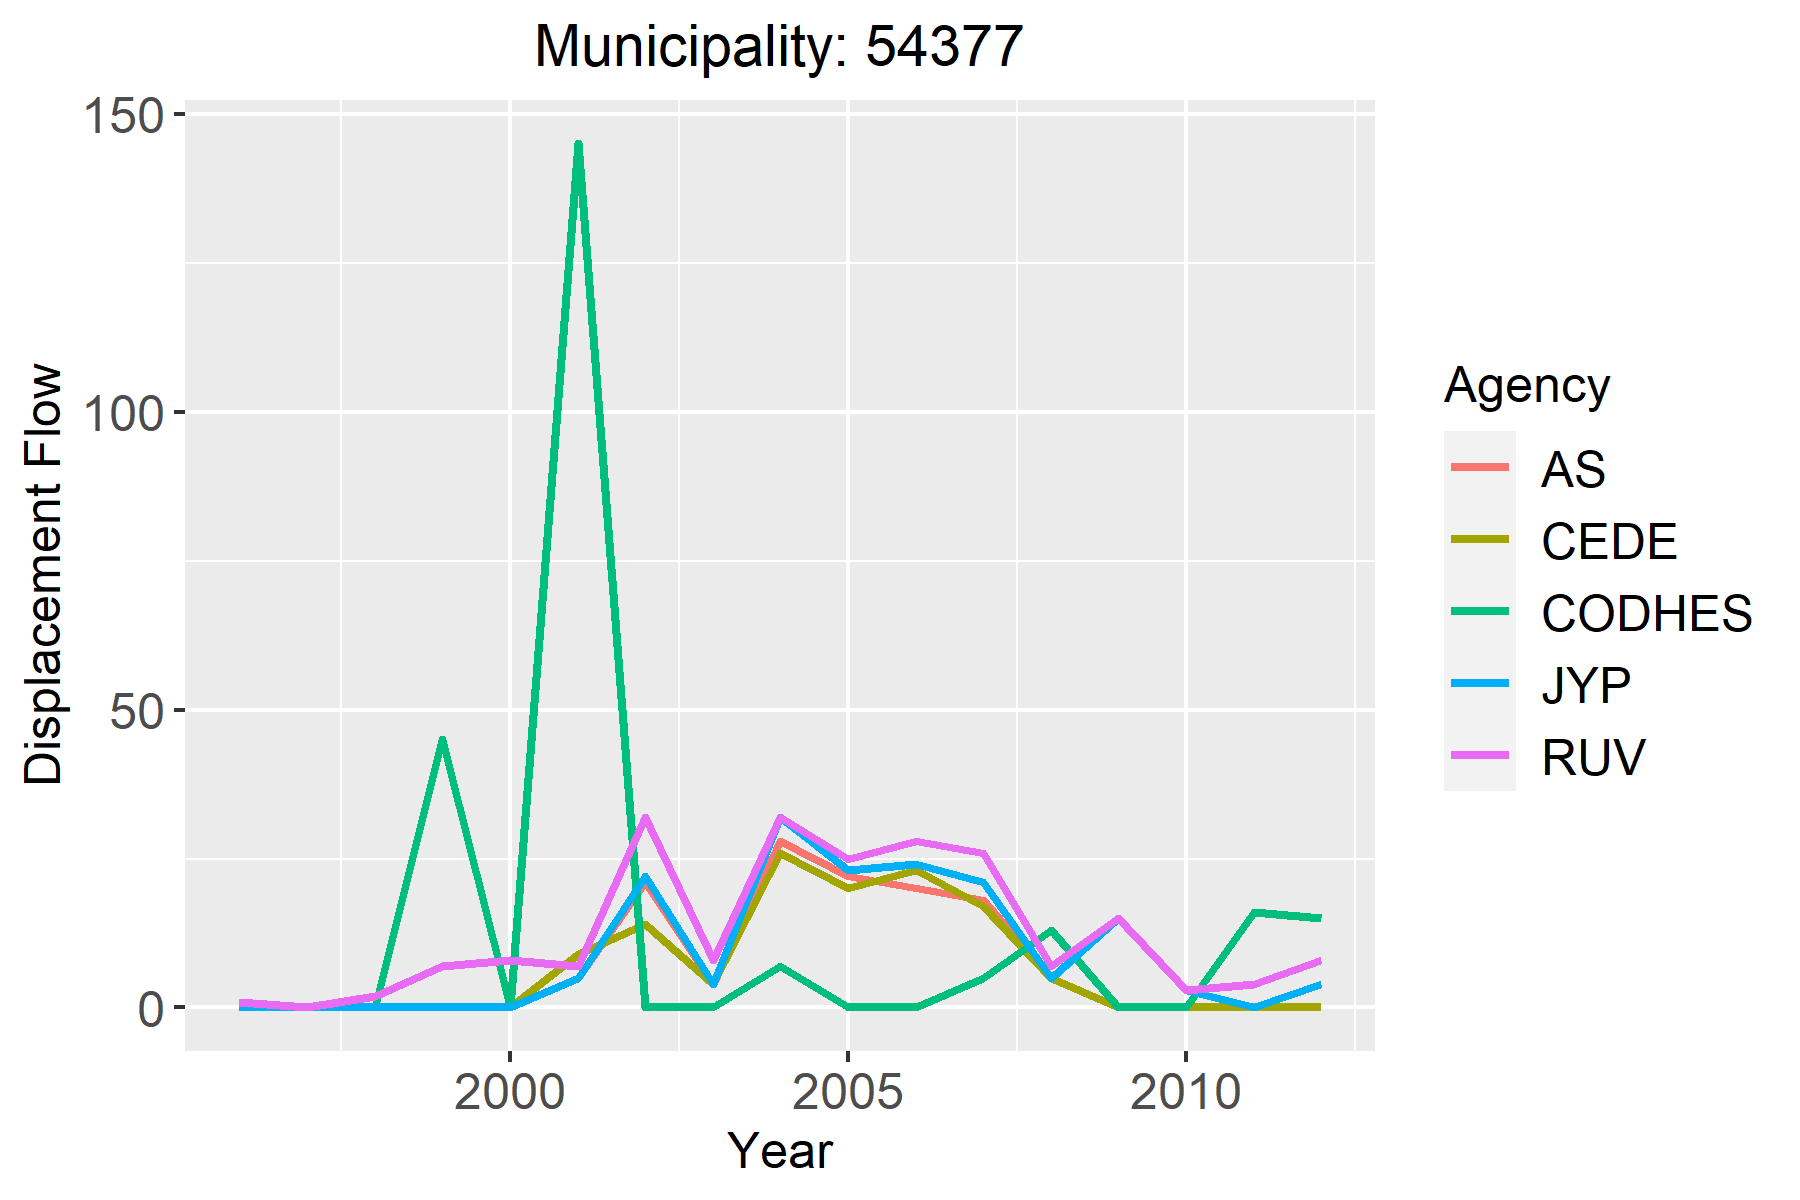 Municipality: 54377
150
100
50
0
Displacement Flow
2000
2005
2010
Year
Agency
AS
CEDE
CODHES
JYP
RUV